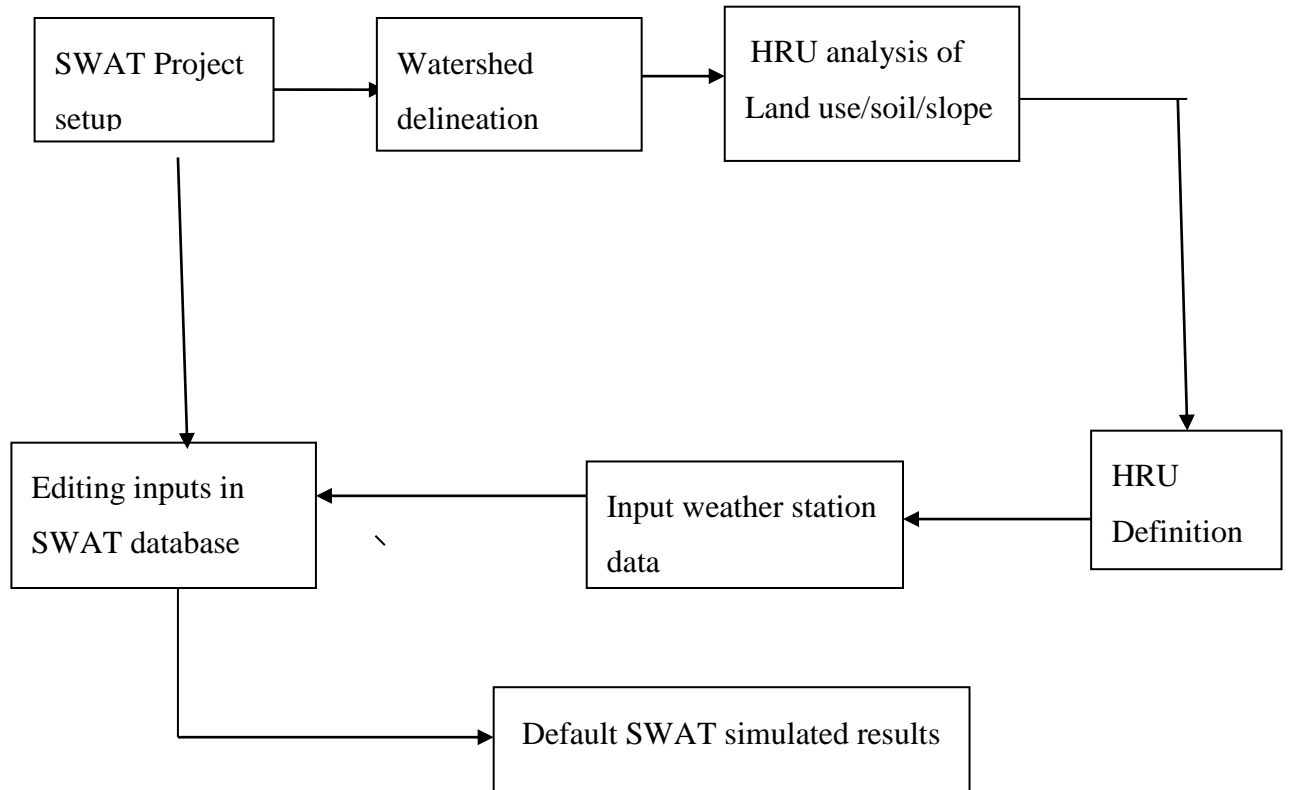 SWAT Project
setup
Watershed
delineation
HRU analysis of
Land use/soil/slope
HRU
Definition
Input weather station
data
Editing inputs in
SWAT database
Default SWAT simulated results